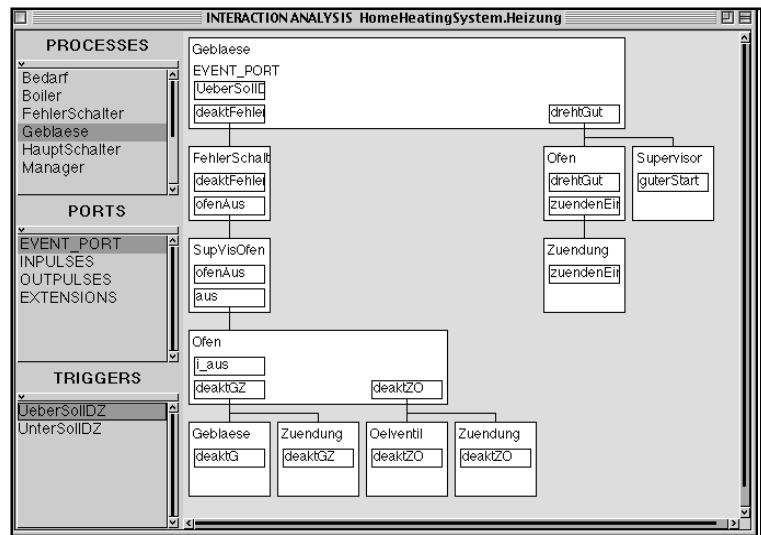 INTERACTION ANALYSIS HomeHeatingSystem.Heizung
PROCESSES
Bedarf
Boiler
FehlerSchalter
Geblaese
HauptSchalter
Manager
PORTS
EVENT_PORT
INPULSES
OUTPULSES
EXTENSIONS
TRIGGERS
UeberSollDZ
UnterSollDZ
Geblaese
EVENT_PORT
UeberSollD
deaktFehler
drehtGut
FehlerSchalt
deaktFehler
ofenAus
Ofen
drehtGut
zuendenEin
Supervisor
guterStart
SupVisOfen
ofenAus
aus
Zuendung
zuendenEin
Ofen
i_aus
deaktGZ
deaktZO
Geblaese
deaktG
Zuendung
deaktGZ
Oelventil
deaktZO
Zuendung
deaktZO